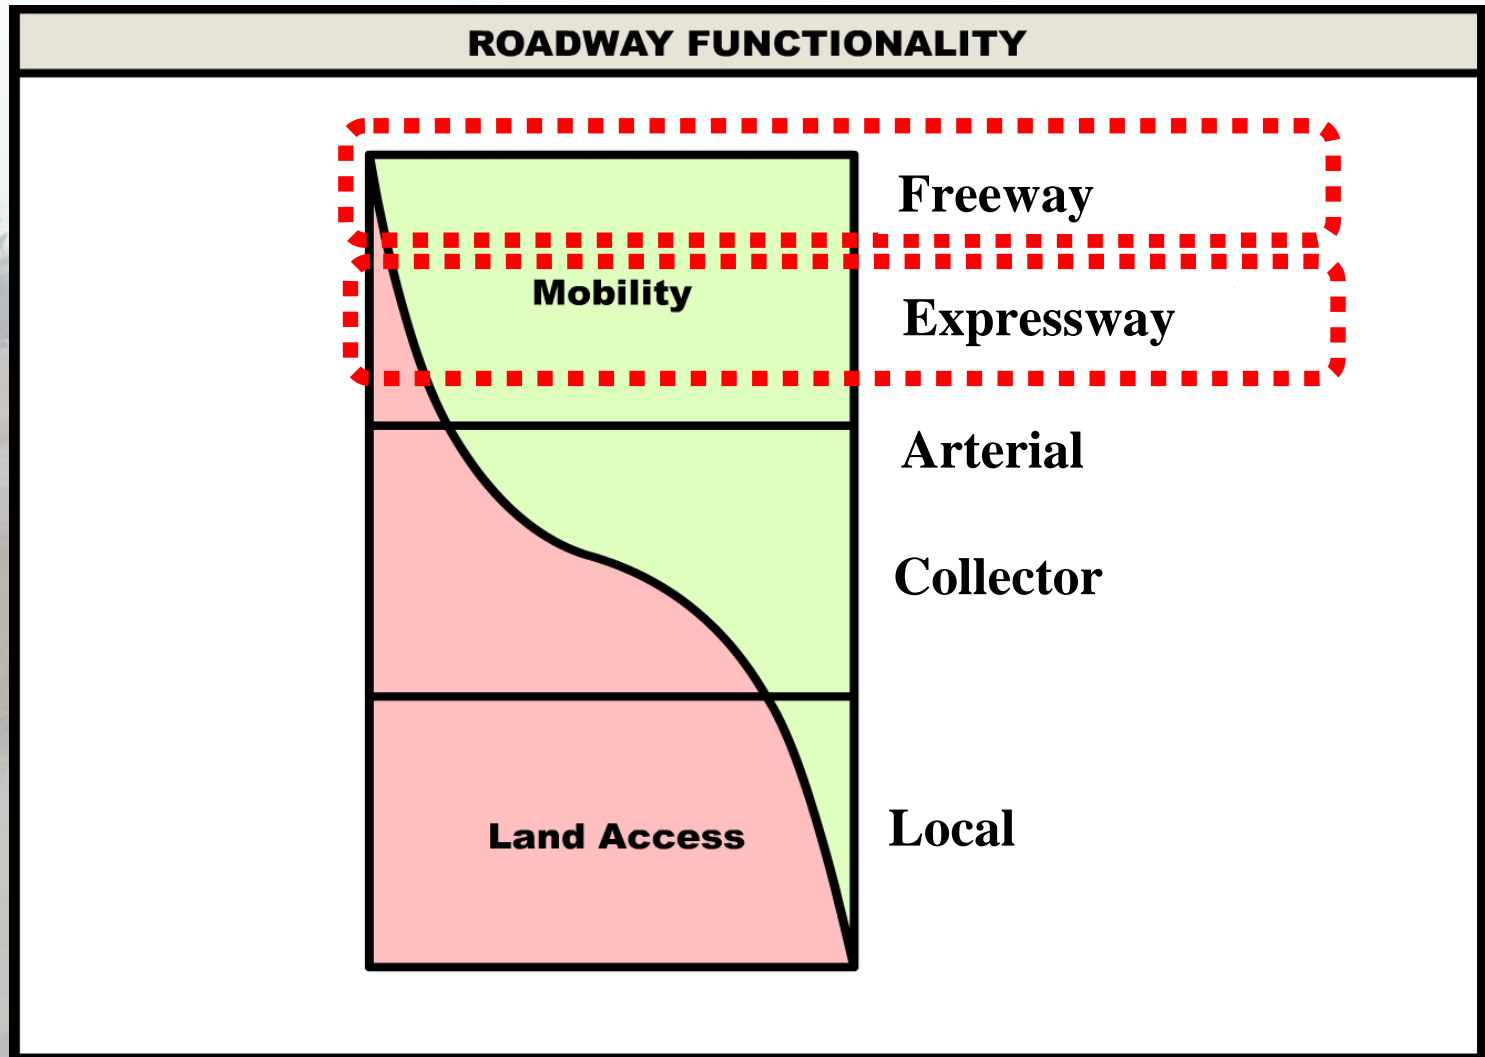 ROADWAY FUNCTIONALITY
Freeway
Mobility
Expressway
Arterial
Collector
Land Access
Local